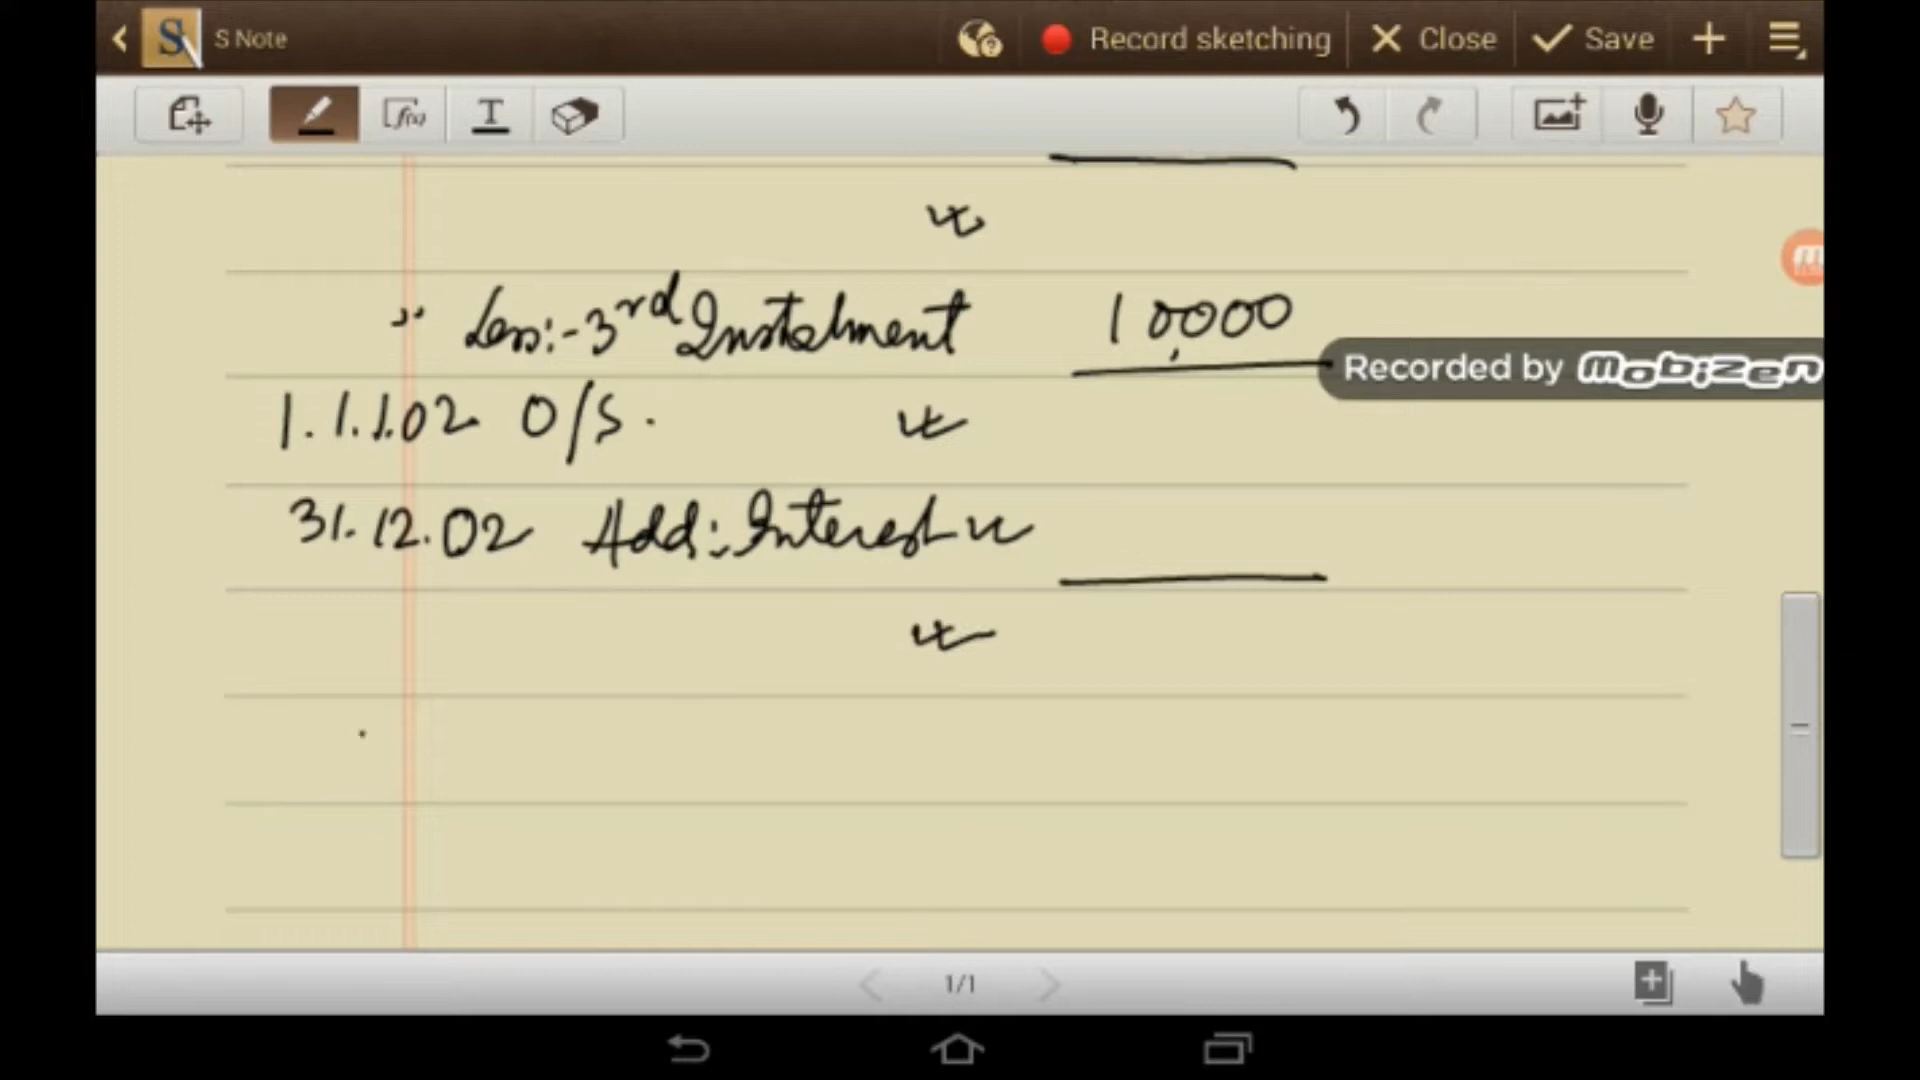 S Note Record sketching Close Save
Less:- 3rd Instalment 10,000
Recorded by mobizen
1.1.02 O/S.
31.12.02 Add:- Interest
1/1